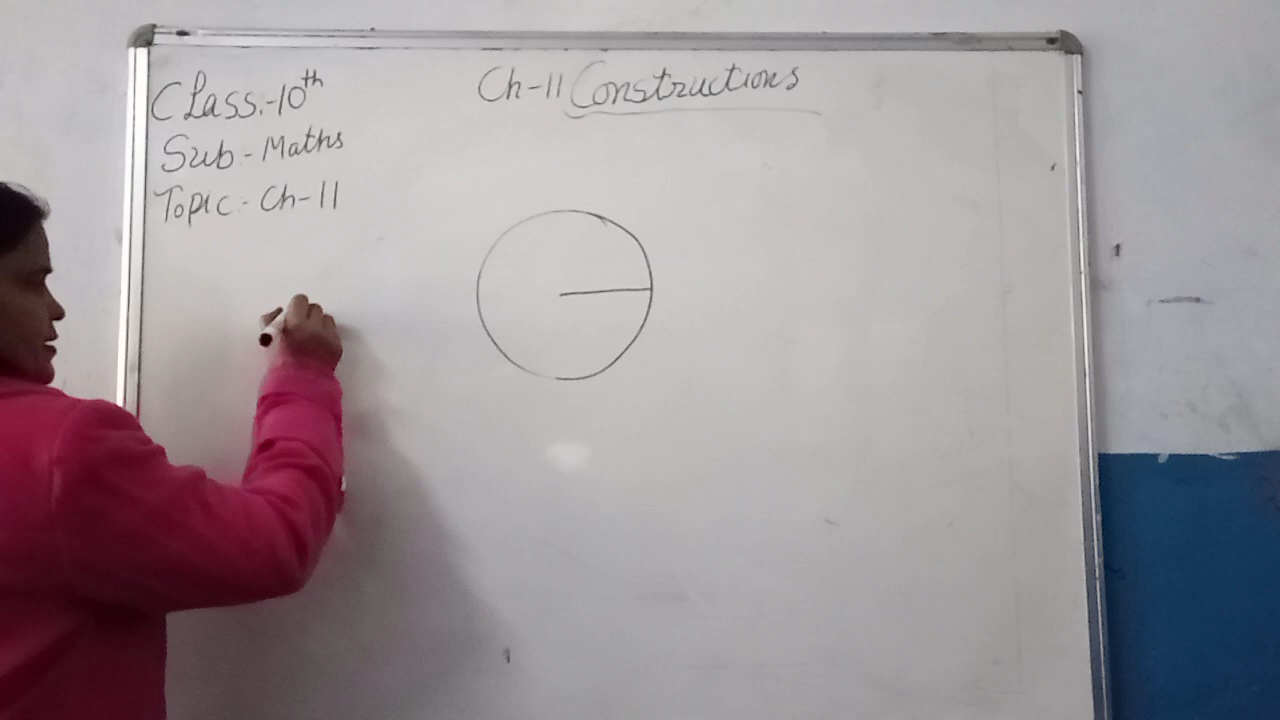 Class:-10th
Sub:- Maths
Topic:- Ch-11
Ch-11 Constructions